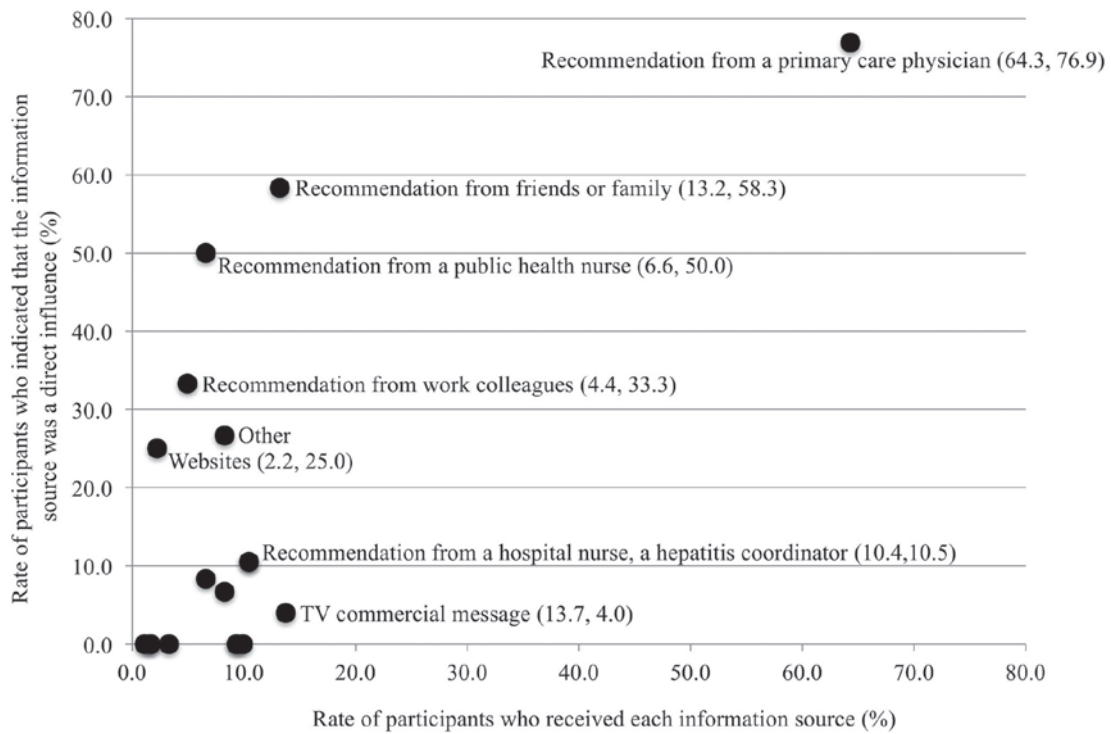 80.0
Recommendation from a primary care physician (64.3, 76.9)
70.0
60.0
Recommendation from friends or family (13.2, 58.3)
50.0
Recommendation from a public health nurse (6.6, 50.0)
40.0
Recommendation from work colleagues (4.4, 33.3)
30.0
Other
Websites (2.2, 25.0)
20.0
Recommendation from a hospital nurse, a hepatitis coordinator (10.4,10.5)
10.0
TV commercial message (13.7, 4.0)
0.0
0.0 10.0 20.0 30.0 40.0 50.0 60.0 70.0 80.0
Rate of participants who received each information source (%)
Rate of participants who indicated that the information
source was a direct influence (%)